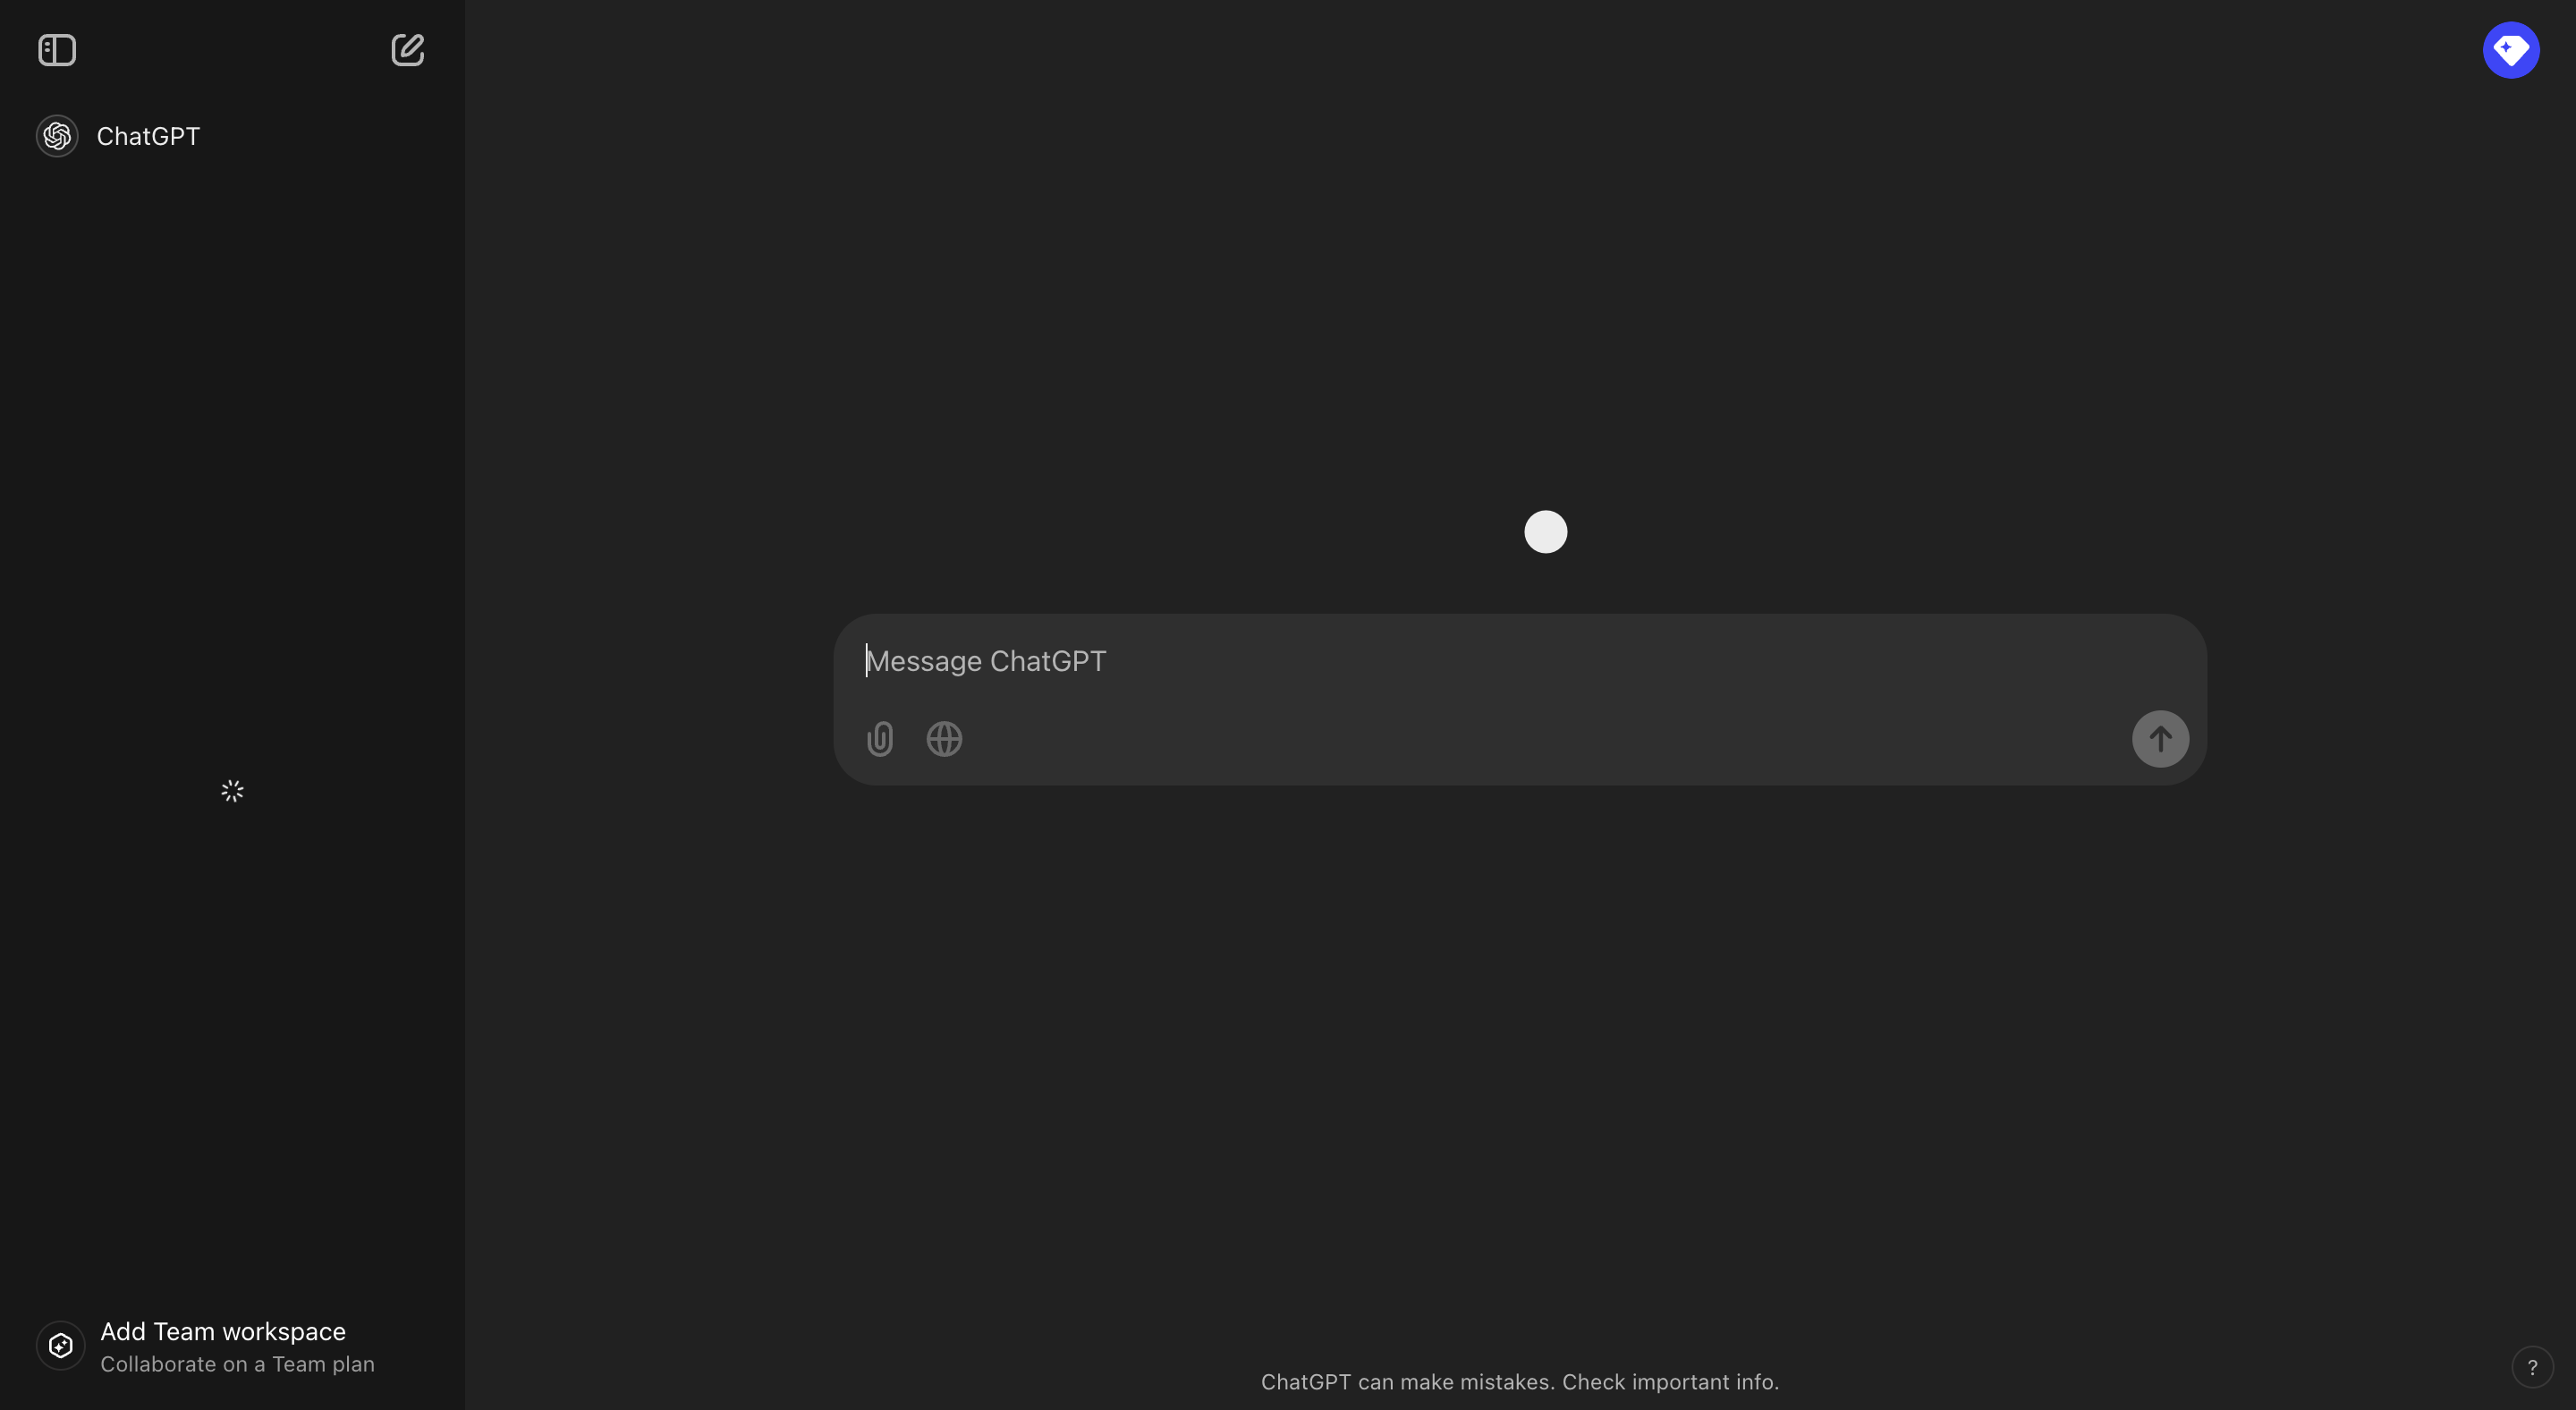 ChatGPT
Message ChatGPT
Add Team workspace
Collaborate on a Team plan
ChatGPT can make mistakes. Check important info.
?